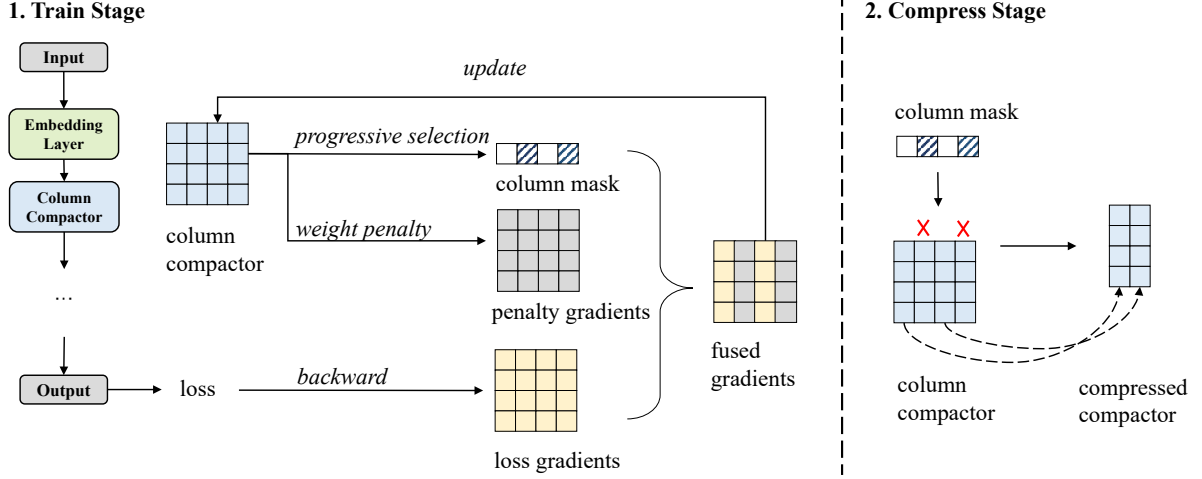 1. Train Stage
Input
Embedding
Layer
Column
Compactor
...
Output
loss
update
progressive selection
column mask
column
compactor
weight penalty
penalty gradients
backward
loss gradients
fused
gradients
2. Compress Stage
column mask
column
compactor
compressed
compactor